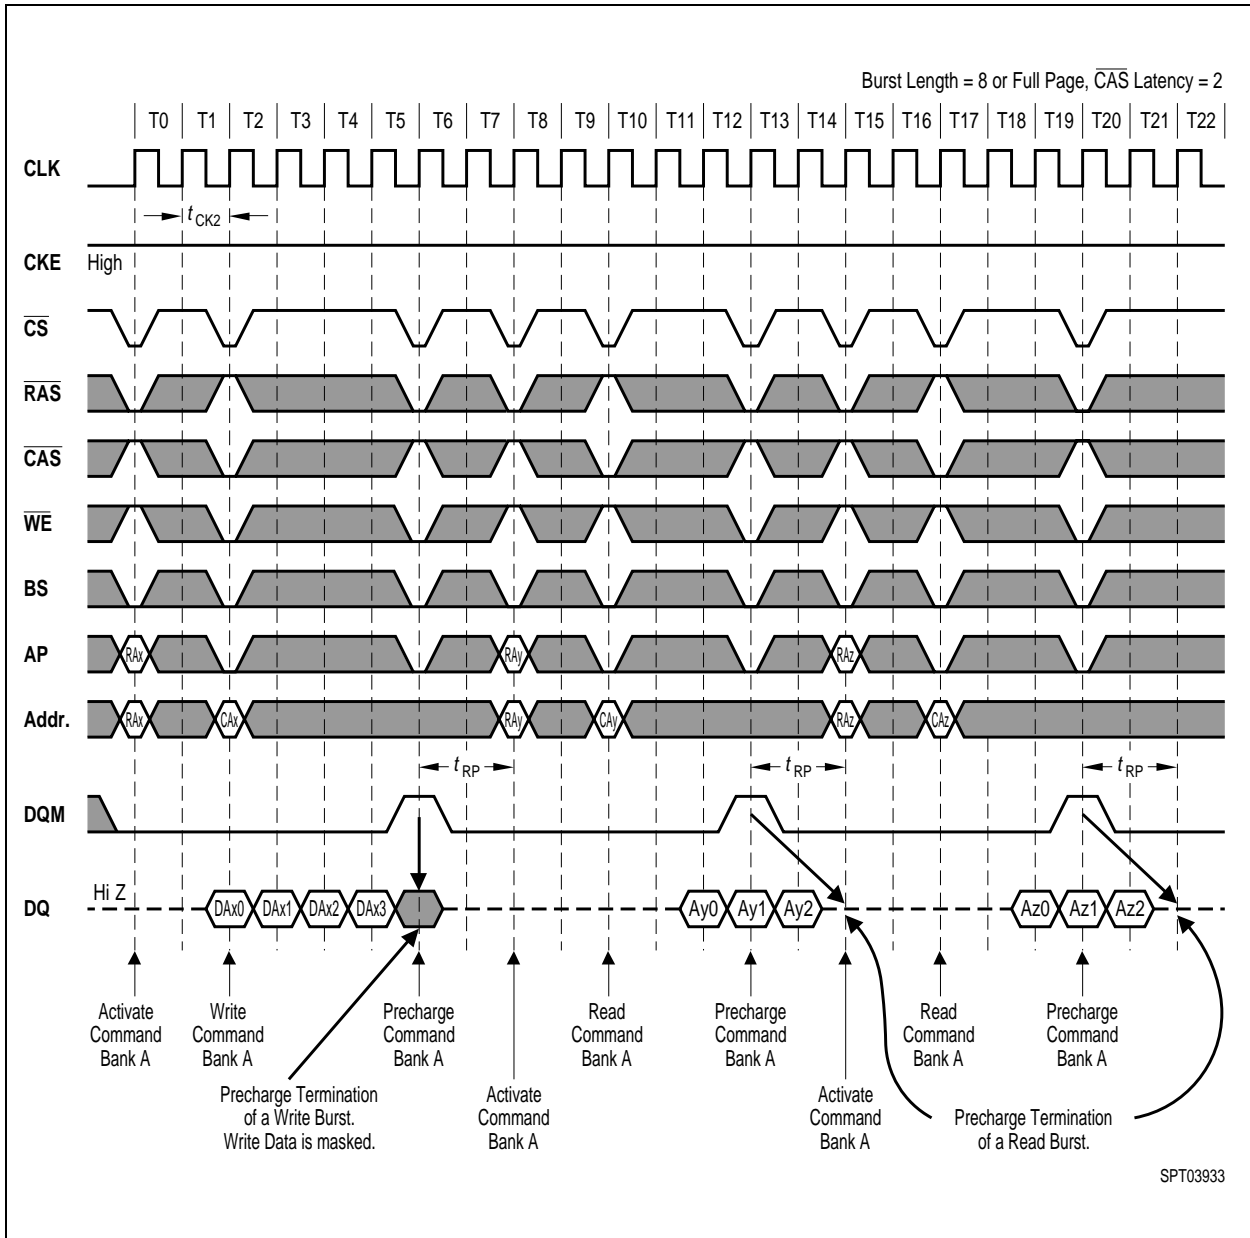 Burst Length = 8 or Full Page, CAS Latency = 2
T0 T1 T2 T3 T4 T5 T6 T7 T8 T9 T10 T11 T12 T13 T14 T15 T16 T17 T18 T19 T20 T21 T22
CLK
t CK2
CKE High
CS
RAS
CAS
WE
BS
AP RAx RAy RAz
Addr. RAx CAx RAy CAy RAz CAz
t RP t RP t RP
DQM
DQ Hi Z DAx0 DAx1 DAx2 DAx3 Ay0 Ay1 Ay2 Az0 Az1 Az2
Activate
Command
Bank A
Write
Command
Bank A
Precharge
Command
Bank A
Read
Command
Bank A
Precharge
Command
Bank A
Read
Command
Bank A
Precharge
Command
Bank A
Precharge Termination
of a Write Burst.
Write Data is masked.
Activate
Command
Bank A
Activate
Command
Bank A
Precharge Termination
of a Read Burst.
SPT03933